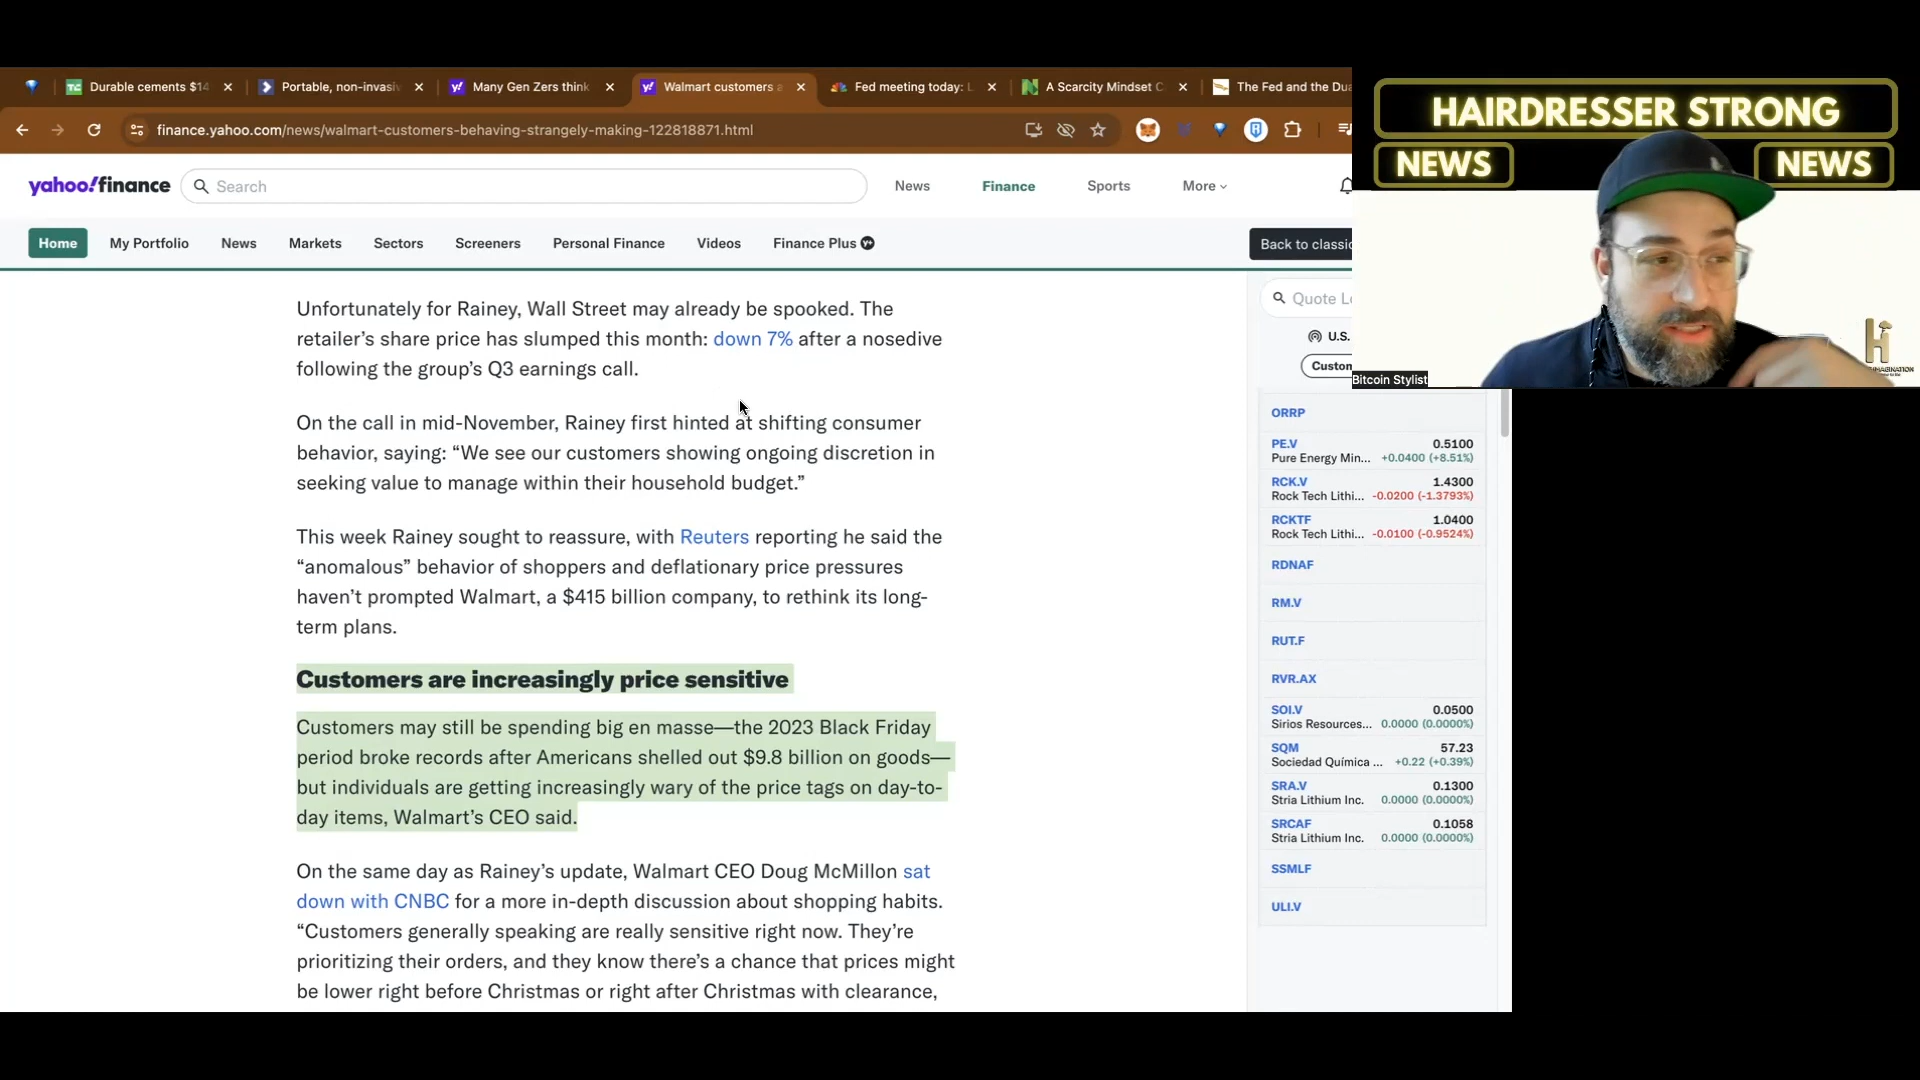 Durable cements $14
Portable, non-invasiv
Many Gen Zers think
Walmart customers a
Fed meeting today: L
A Scarcity Mindset C
The Fed and the Dua
finance.yahoo.com/news/walmart-customers-behaving-strangely-making-122818871.html
HAIRDRESSER STRONG
NEWS
NEWS
yahoo!finance
Search
News
Finance
Sports
More
Home
My Portfolio
News
Markets
Sectors
Screeners
Personal Finance
Videos
Finance Plus
Back to classic
Unfortunately for Rainey, Wall Street may already be spooked. The
retailer’s share price has slumped this month: down 7% after a nosedive
following the group’s Q3 earnings call.
On the call in mid-November, Rainey first hinted at shifting consumer
behavior, saying: “We see our customers showing ongoing discretion in
seeking value to manage within their household budget.”
This week Rainey sought to reassure, with Reuters reporting he said the
“anomalous” behavior of shoppers and deflationary price pressures
haven’t prompted Walmart, a $415 billion company, to rethink its long-
term plans.
Customers are increasingly price sensitive
Customers may still be spending big en masse—the 2023 Black Friday
period broke records after Americans shelled out $9.8 billion on goods—
but individuals are getting increasingly wary of the price tags on day-to-
day items, Walmart’s CEO said.
On the same day as Rainey’s update, Walmart CEO Doug McMillon sat
down with CNBC for a more in-depth discussion about shopping habits.
“Customers generally speaking are really sensitive right now. They’re
prioritizing their orders, and they know there’s a chance that prices might
be lower right before Christmas or right after Christmas with clearance,
Quote Lo
U.S.
Custom
Bitcoin Stylist
ORRP
PE.V 0.5100
Pure Energy Min... +0.0400 (+8.51%)
RCK.V 1.4300
Rock Tech Lithi... -0.0200 (-1.3793%)
RCKTF 1.0400
Rock Tech Lithi... -0.0100 (-0.9524%)
RDNAF
RM.V
RUT.F
RVR.AX
SOI.V 0.0500
Sirios Resources... 0.0000 (0.0000%)
SQM 57.23
Sociedad Química ... +0.22 (+0.39%)
SRA.V 0.1300
Stria Lithium Inc. 0.0000 (0.0000%)
SRCAF 0.1058
Stria Lithium Inc. 0.0000 (0.0000%)
SSMLF
ULI.V